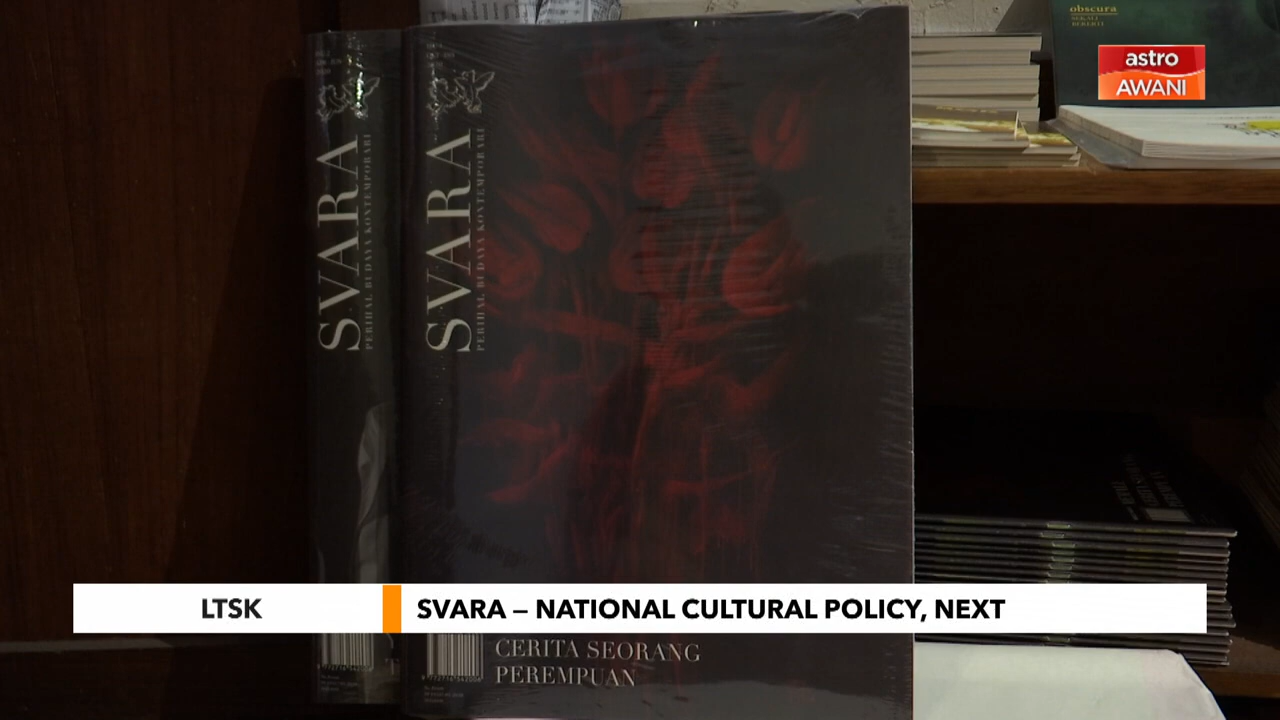 obscura
astro
AWANI
SVARA
PERIHAL BUDAYA KONTEMPORARI
SVARA
PERIHAL BUDAYA KONTEMPORARI
LTSK
SVARA – NATIONAL CULTURAL POLICY, NEXT
CERITA SEORANG
PEREMPUAN